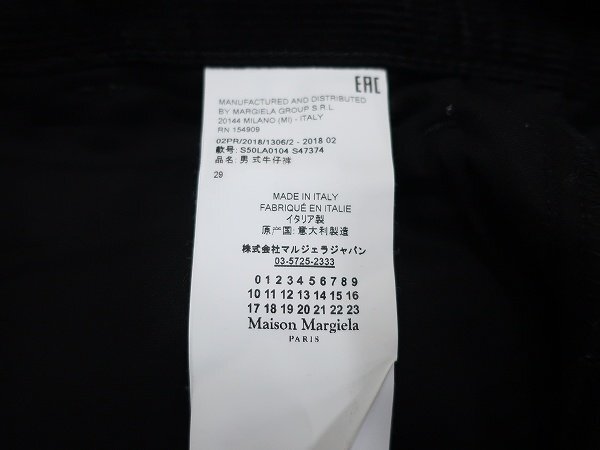 EAC
MANUFACTURED AND DISTRIBUTED
BY MARGIELA GROUP S.R.L
20144 MILANO (MI) - ITALY
RN 154909
02PR/2018/1306/2 - 2018 02
款号: S50LA0104 S47374
品名: 男 式牛仔裤
29
MADE IN ITALY
FABRIQUÉ EN ITALIE
イタリア製
原产国: 意大利製造
株式会社マルジェラジャパン
03-5725-2333
0 1 2 3 4 5 6 7 8 9
10 11 12 13 14 15 16
17 18 19 20 21 22 23
Maison Margiela
PARIS